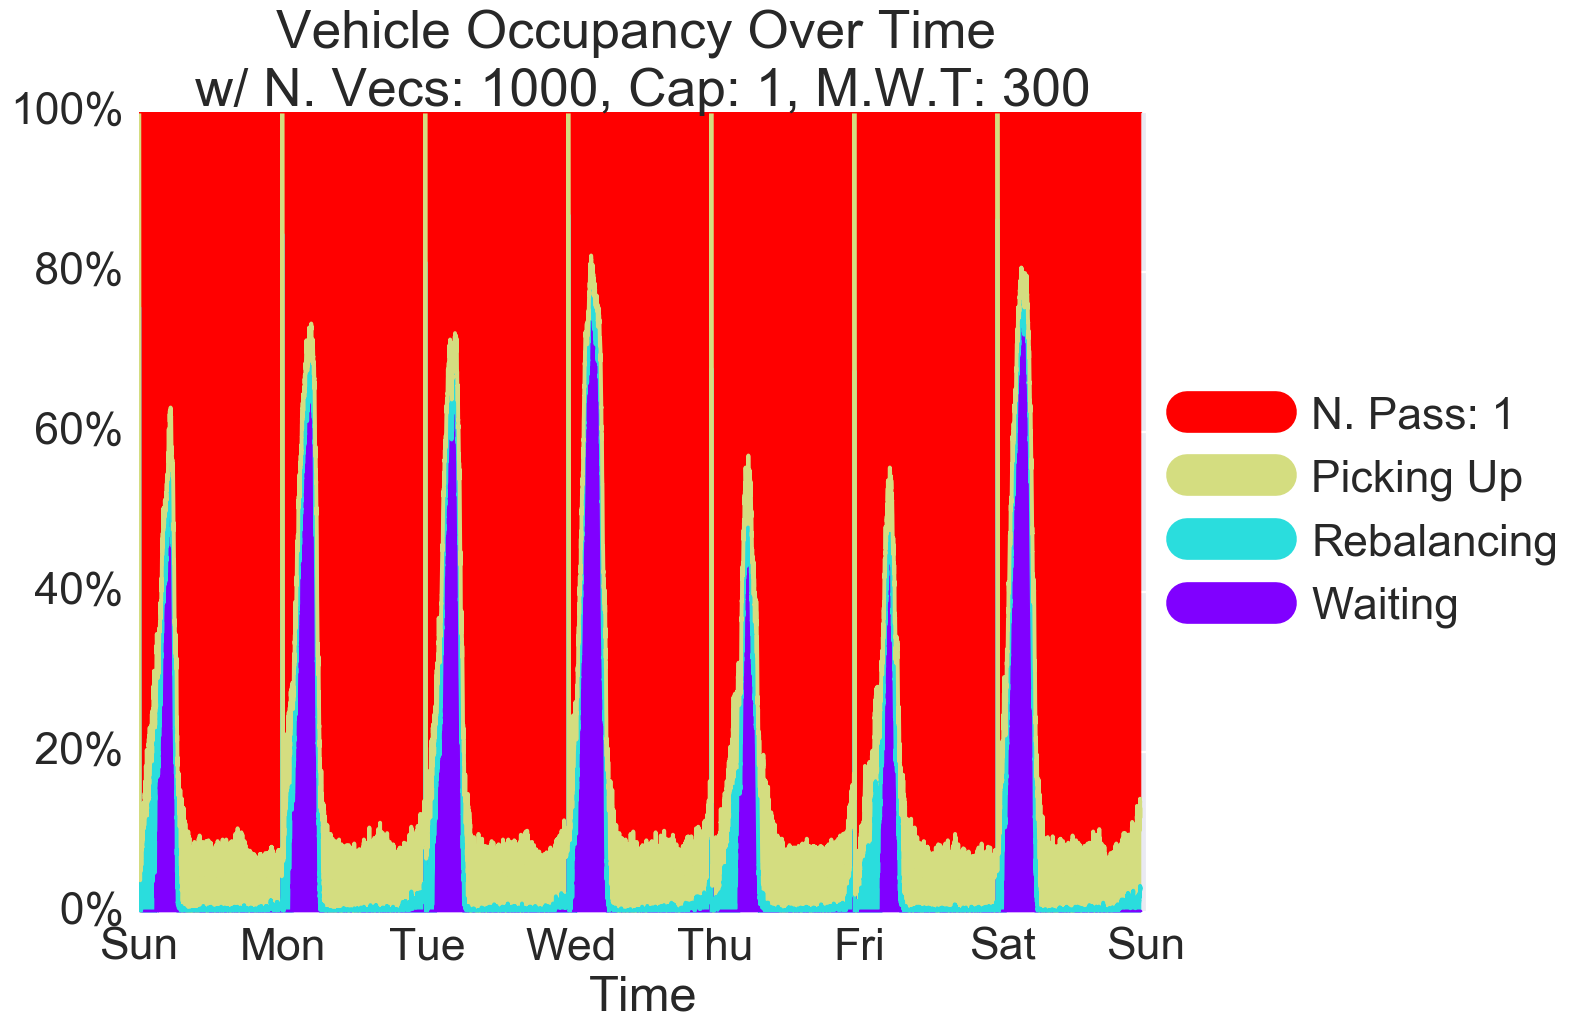 Vehicle Occupancy Over Time
w/ N. Vecs: 1000, Cap: 1, M.W.T: 300
100%
80%
60%
40%
20%
0%
Sun Mon Tue Wed Thu Fri Sat Sun
Time
N. Pass: 1
Picking Up
Rebalancing
Waiting